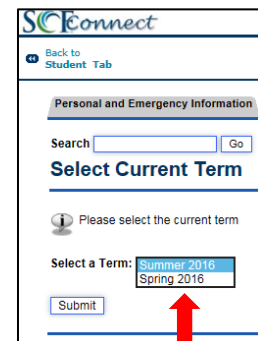 SCFConnect
Back to
Student Tab
Personal and Emergency Information
Search Go
Select Current Term
Please select the current term
Select a Term: Summer 2016
Spring 2016
Submit